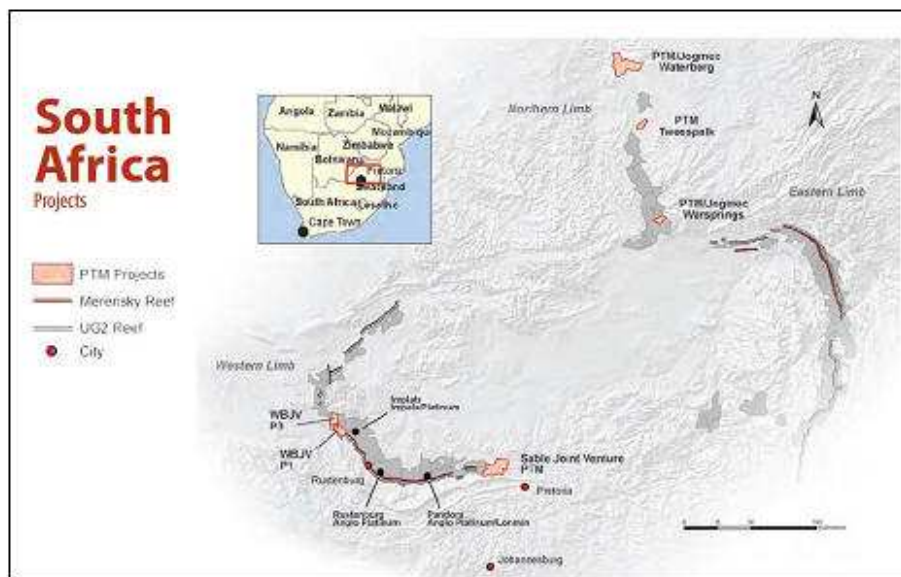 South
Africa
Projects
PTM Projects
Merensky Reef
UG2 Reef
City
Angola
Zambia
Malawi
Mozambique
Zimbabwe
Namibia
Botswana
Pretoria
Swaziland
South Africa
Lesotho
Cape Town
PTM/Jogmec
Waterberg
Northern Limb
PTM
Tweespalk
N
Eastern Limb
PTM/Jogmec
Warsprings
Western Limb
WBJV
P3
Implats
Impala Platinum
WBJV
P1
Sable Joint Venture
PTM
Rustenburg
Pretoria
Rustenburg
Anglo Platinum
Pandora
Anglo Platinum/Lonmin
Johannesburg